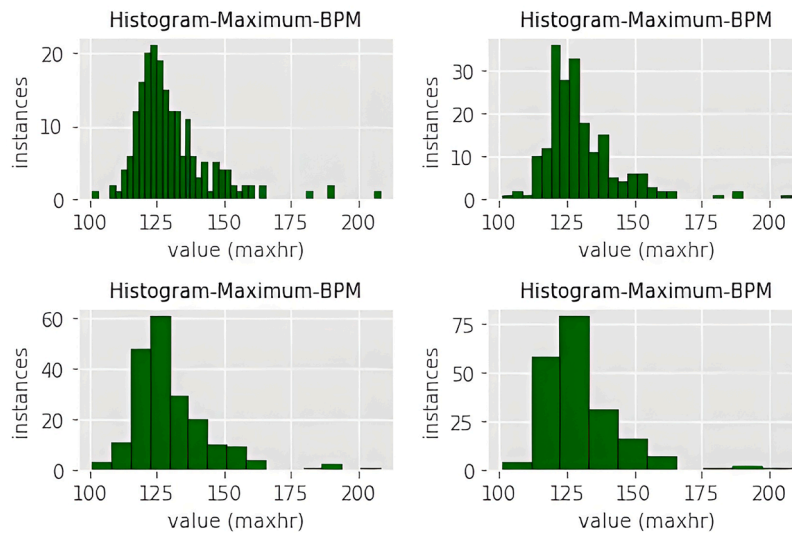 Histogram-Maximum-BPM
20
10
0
instances
100 125 150 175 200
value (maxhr)
Histogram-Maximum-BPM
30
20
10
0
instances
100 125 150 175 200
value (maxhr)
Histogram-Maximum-BPM
60
40
20
0
instances
100 125 150 175 200
value (maxhr)
Histogram-Maximum-BPM
75
50
25
0
instances
100 125 150 175 200
value (maxhr)